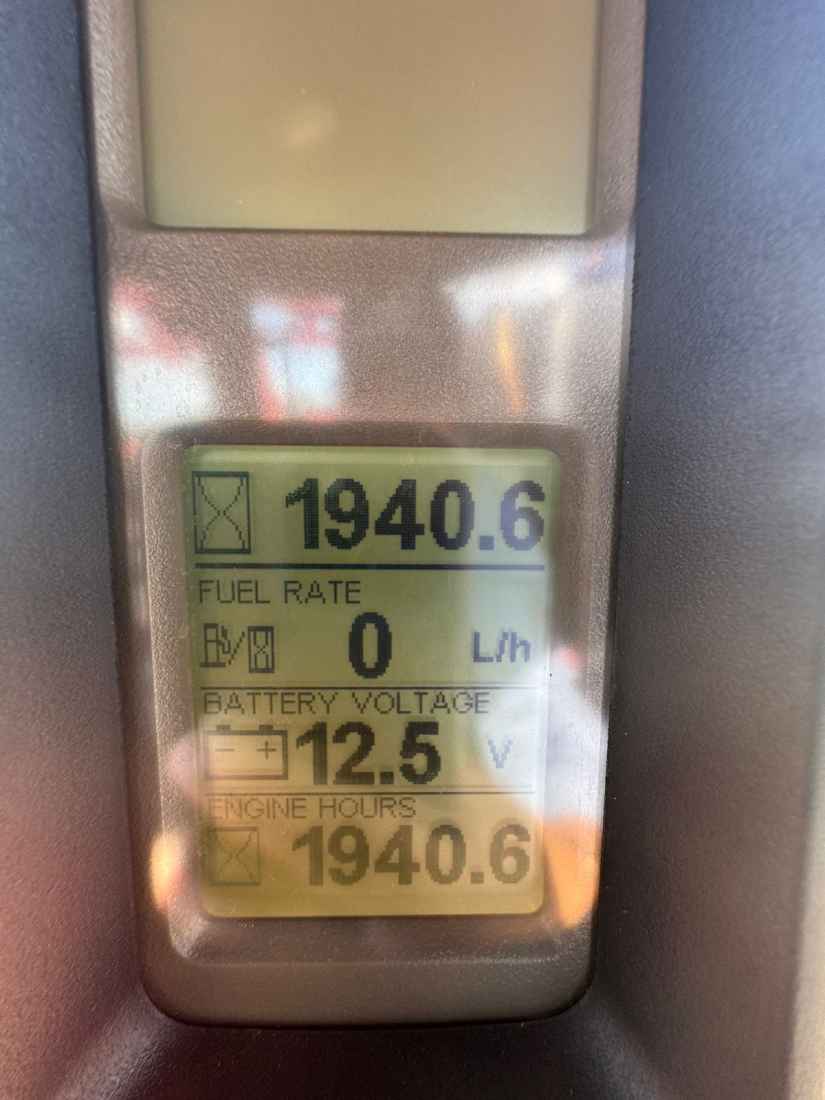 1940.6
FUEL RATE
0 L/h
BATTERY VOLTAGE
- + 12.5 V
ENGINE HOURS
1940.6